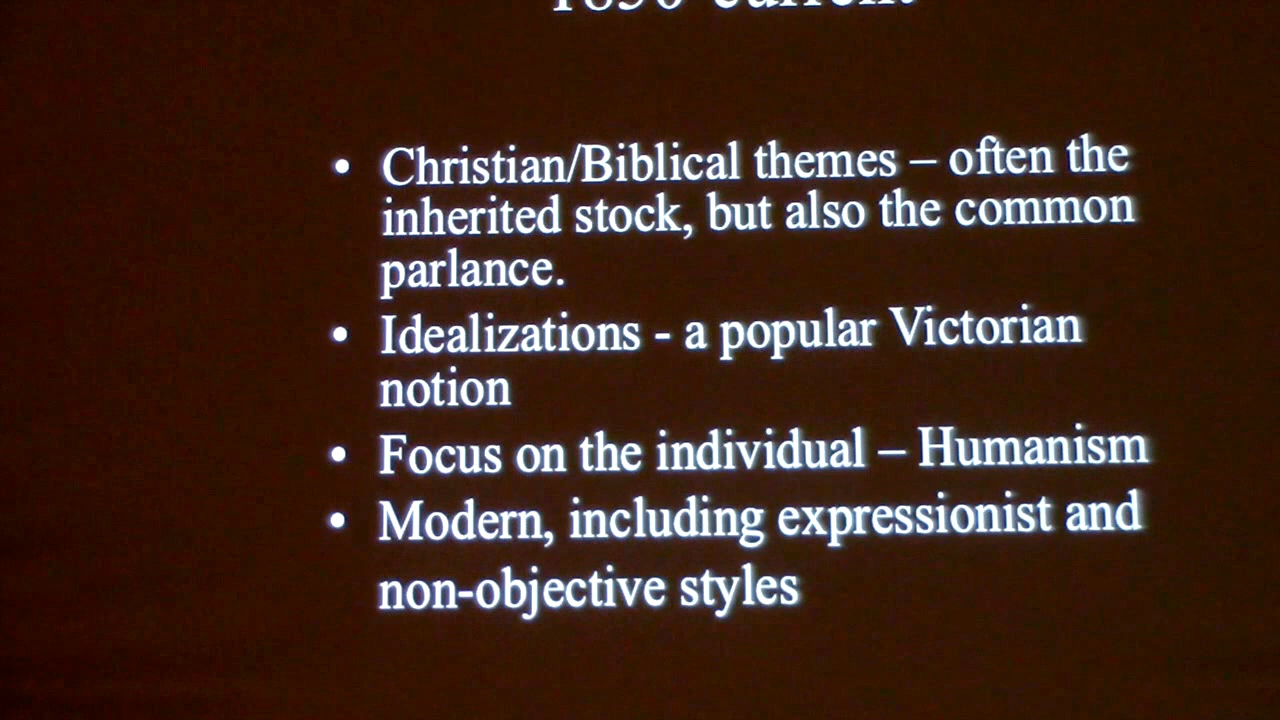 current
• Christian/Biblical themes – often the
inherited stock, but also the common
parlance.
• Idealizations - a popular Victorian
notion
• Focus on the individual – Humanism
• Modern, including expressionist and
non-objective styles